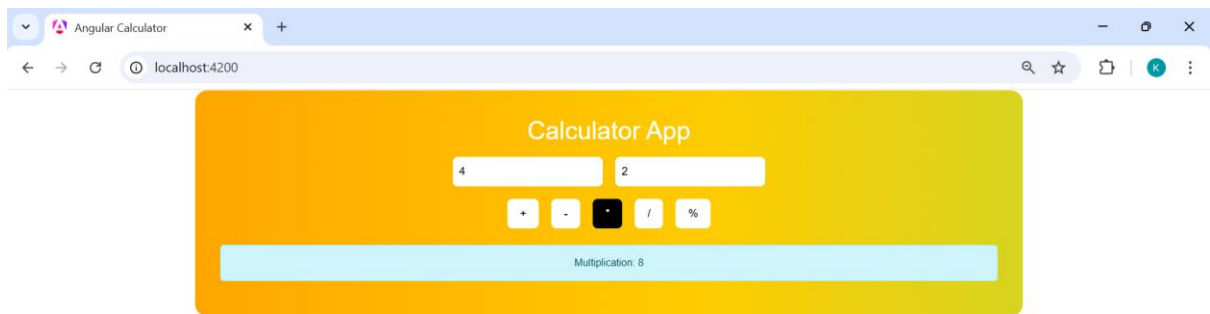 Angular Calculator
localhost:4200
K
Calculator App
4 2
+ - * / %
Multiplication: 8